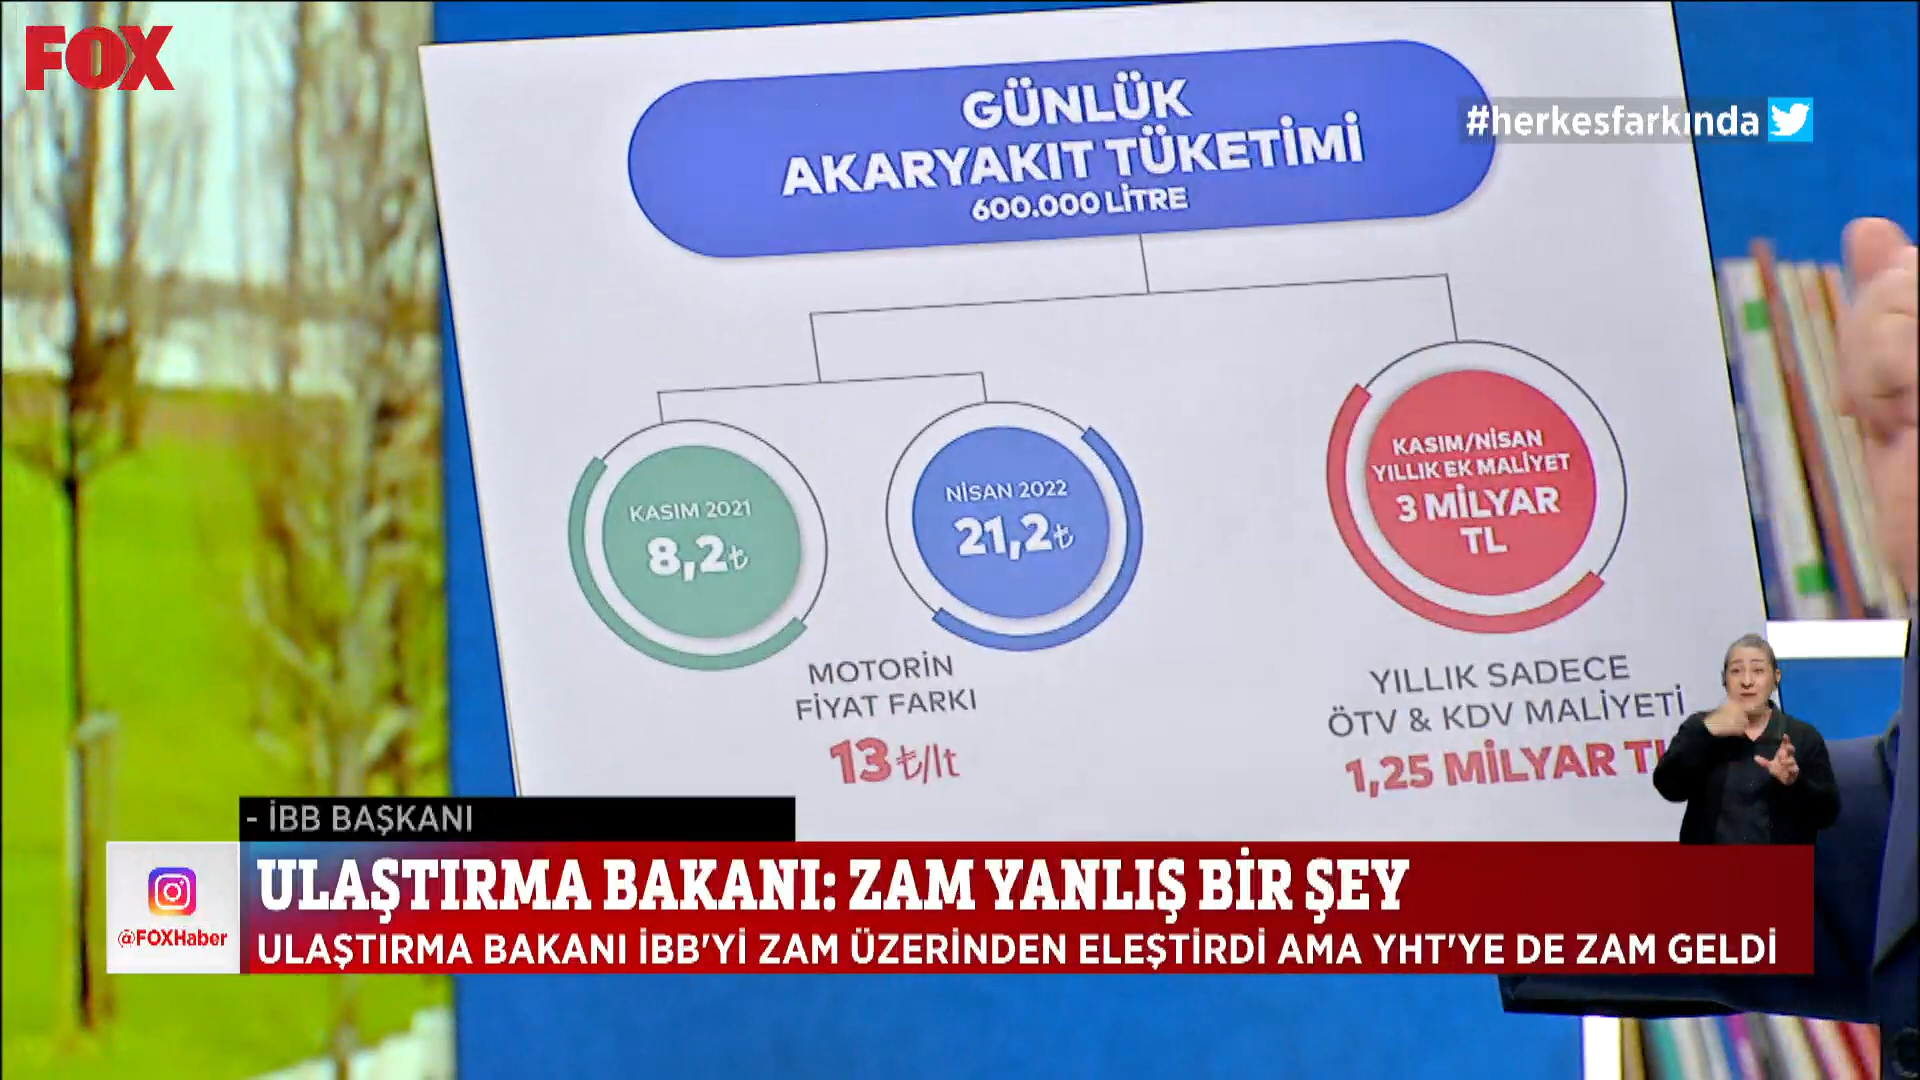 FOX
#herkesfarkında
GÜNLÜK
AKARYAKIT TÜKETİMİ
600.000 LİTRE
KASIM 2021
8,2₺
NİSAN 2022
21,2₺
MOTORİN
FİYAT FARKI
13 ₺/lt
KASIM/NİSAN
YILLIK EK MALİYET
3 MİLYAR
TL
YILLIK SADECE
ÖTV & KDV MALİYETİ
1,25 MİLYAR TL
- İBB BAŞKANI
@FOXHaber
ULAŞTIRMA BAKANI: ZAM YANLIŞ BİR ŞEY
ULAŞTIRMA BAKANI İBB'Yİ ZAM ÜZERİNDEN ELEŞTİRDİ AMA YHT'YE DE ZAM GELDİ